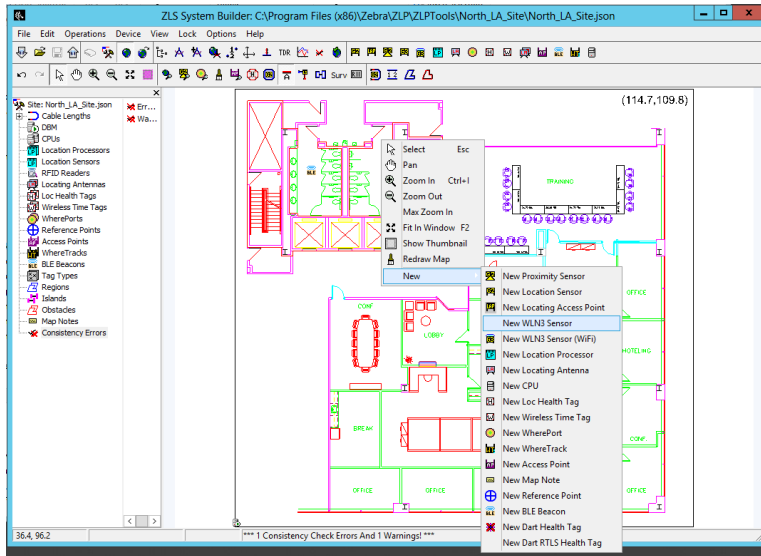 ZLS System Builder: C:\Program Files (x86)\Zebra\ZLP\ZLPTools\North_LA_Site\North_LA_Site.json
File Edit Operations Device View Lock Options Help
TDR
BLE
Surv
Site: North_LA_Site.json
Cable Lengths
DBM
CPUs
Location Processors
Location Sensors
RFID Readers
Locating Antennas
Loc Health Tags
Wireless Time Tags
WherePorts
Reference Points
Access Points
WhereTracks
BLE Beacons
Tag Types
Regions
Islands
Obstacles
Map Notes
Consistency Errors
Err...
Wa...
(114.7,109.8)
BLE
TRAINING
CONF.
LOBBY
BREAK
OFFICE
OFFICE
OFFICE
HOTELING
CONF.
OFFICE
Select Esc
Pan
Zoom In Ctrl+I
Zoom Out
Max Zoom In
Fit In Window F2
Show Thumbnail
Redraw Map
New
New Proximity Sensor
New Location Sensor
New Locating Access Point
New WLN3 Sensor
New WLN3 Sensor (WiFi)
New Location Processor
New Locating Antenna
New CPU
New Loc Health Tag
New Wireless Time Tag
New WherePort
New WhereTrack
New Access Point
New Map Note
New Reference Point
New BLE Beacon
New Dart Health Tag
New Dart RTLS Health Tag
36.4, 96.2
*** 1 Consistency Check Errors And 1 Warnings! ***